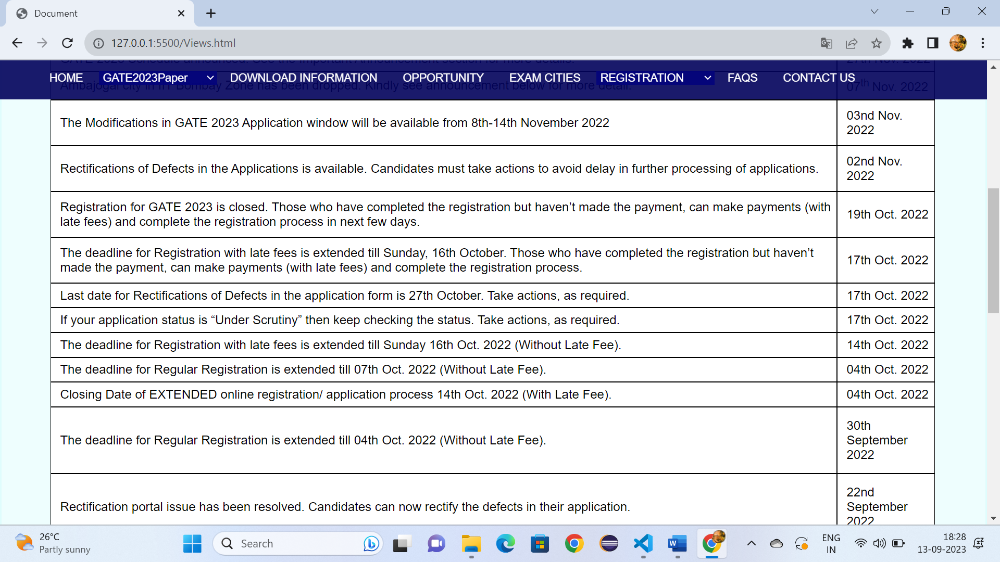 Document
127.0.0.1:5500/Views.html
GATE 2023 Schedule announced. See the Important Announcement section for more details.
HOME GATE2023Paper DOWNLOAD INFORMATION OPPORTUNITY EXAM CITIES REGISTRATION FAQS CONTACT US
Ambajogai city in IIT Bombay Zone has been dropped. Kindly see announcement below for more detail. 07th Nov. 2022
The Modifications in GATE 2023 Application window will be available from 8th-14th November 2022
03nd Nov.
2022
Rectifications of Defects in the Applications is available. Candidates must take actions to avoid delay in further processing of applications.
02nd Nov.
2022
Registration for GATE 2023 is closed. Those who have completed the registration but haven’t made the payment, can make payments (with
late fees) and complete the registration process in next few days.
19th Oct. 2022
The deadline for Registration with late fees is extended till Sunday, 16th October. Those who have completed the registration but haven’t
made the payment, can make payments (with late fees) and complete the registration process.
17th Oct. 2022
Last date for Rectifications of Defects in the application form is 27th October. Take actions, as required. 17th Oct. 2022
If your application status is “Under Scrutiny” then keep checking the status. Take actions, as required. 17th Oct. 2022
The deadline for Registration with late fees is extended till Sunday 16th Oct. 2022 (Without Late Fee). 14th Oct. 2022
The deadline for Regular Registration is extended till 07th Oct. 2022 (Without Late Fee). 04th Oct. 2022
Closing Date of EXTENDED online registration/ application process 14th Oct. 2022 (With Late Fee). 04th Oct. 2022
The deadline for Regular Registration is extended till 04th Oct. 2022 (Without Late Fee).
30th
September
2022
Rectification portal issue has been resolved. Candidates can now rectify the defects in their application.
22nd
September
2022
26°C
Partly sunny
Search
ENG
IN
18:28
13-09-2023